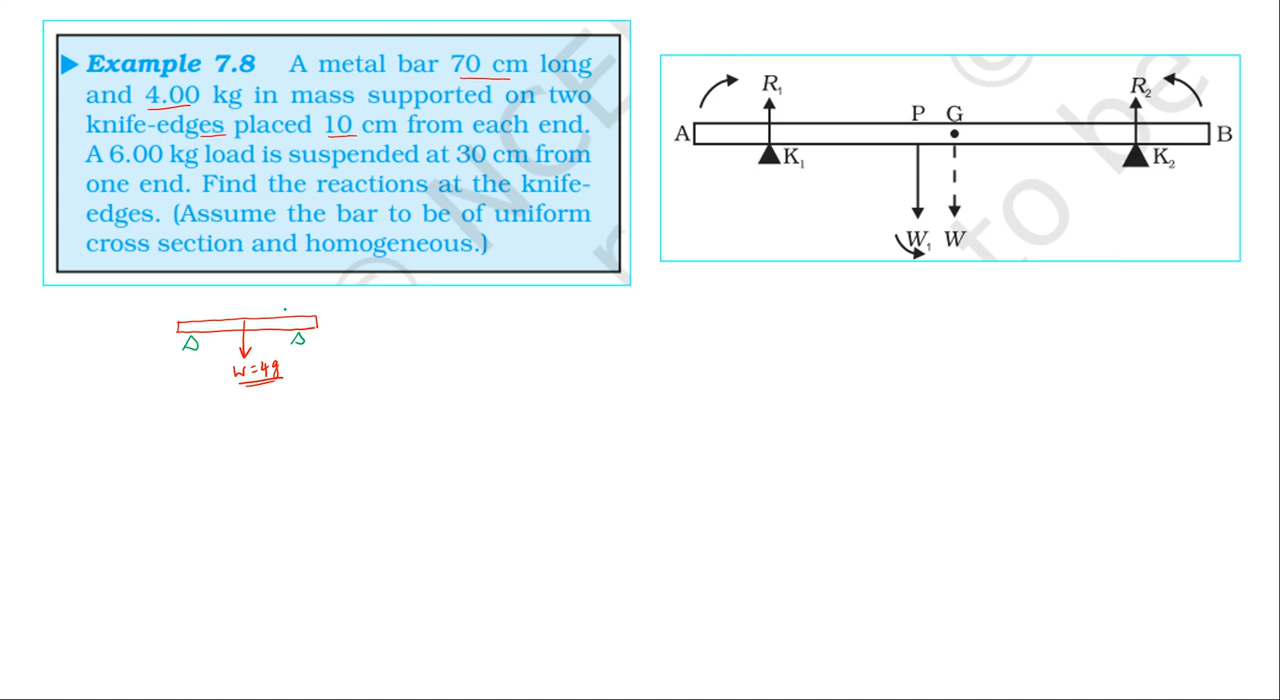 Example 7.8 A metal bar 70 cm long
and 4.00 kg in mass supported on two
knife-edges placed 10 cm from each end.
A 6.00 kg load is suspended at 30 cm from
one end. Find the reactions at the knife-
edges. (Assume the bar to be of uniform
cross section and homogeneous.)
R₁ R₂
P G
A B
K₁ K₂
W₁ W
W=4g
© NCE
to be